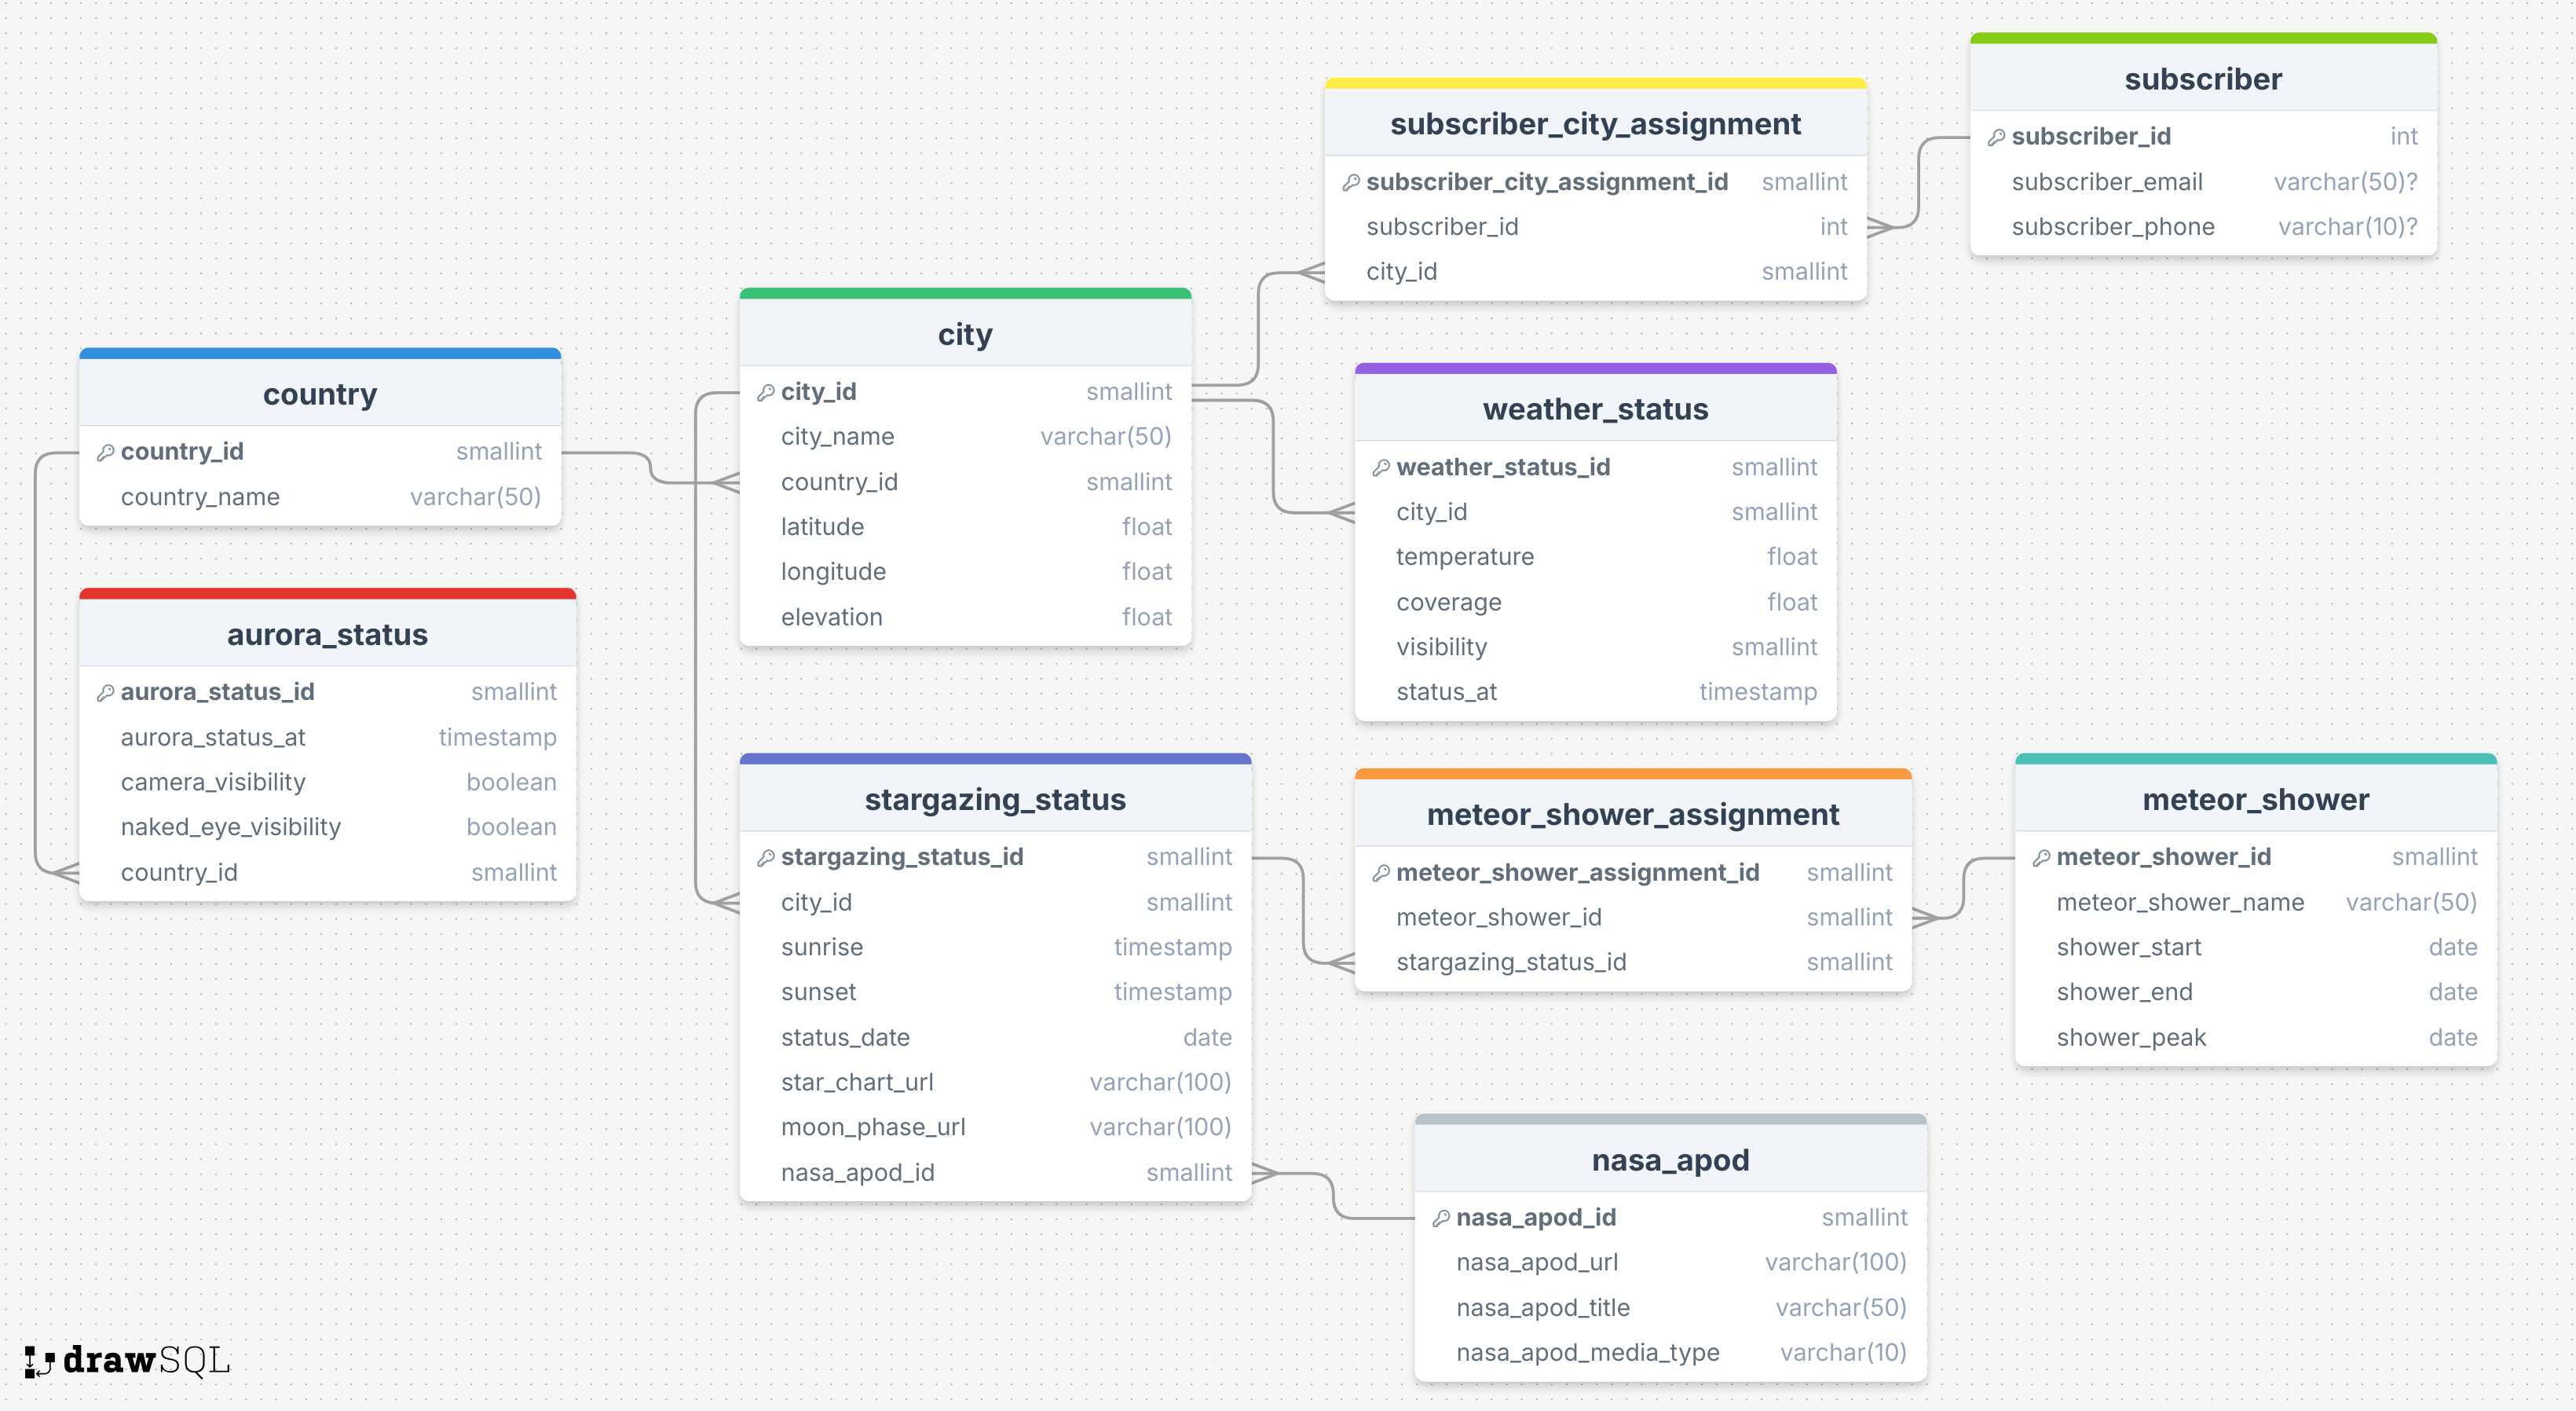 country
country_id smallint
country_name varchar(50)
aurora_status
aurora_status_id smallint
aurora_status_at timestamp
camera_visibility boolean
naked_eye_visibility boolean
country_id smallint
city
city_id smallint
city_name varchar(50)
country_id smallint
latitude float
longitude float
elevation float
stargazing_status
stargazing_status_id smallint
city_id smallint
sunrise timestamp
sunset timestamp
status_date date
star_chart_url varchar(100)
moon_phase_url varchar(100)
nasa_apod_id smallint
subscriber_city_assignment
subscriber_city_assignment_id smallint
subscriber_id int
city_id smallint
weather_status
weather_status_id smallint
city_id smallint
temperature float
coverage float
visibility smallint
status_at timestamp
meteor_shower_assignment
meteor_shower_assignment_id smallint
meteor_shower_id smallint
stargazing_status_id smallint
nasa_apod
nasa_apod_id smallint
nasa_apod_url varchar(100)
nasa_apod_title varchar(50)
nasa_apod_media_type varchar(10)
subscriber
subscriber_id int
subscriber_email varchar(50)?
subscriber_phone varchar(10)?
meteor_shower
meteor_shower_id smallint
meteor_shower_name varchar(50)
shower_start date
shower_end date
shower_peak date
drawSQL